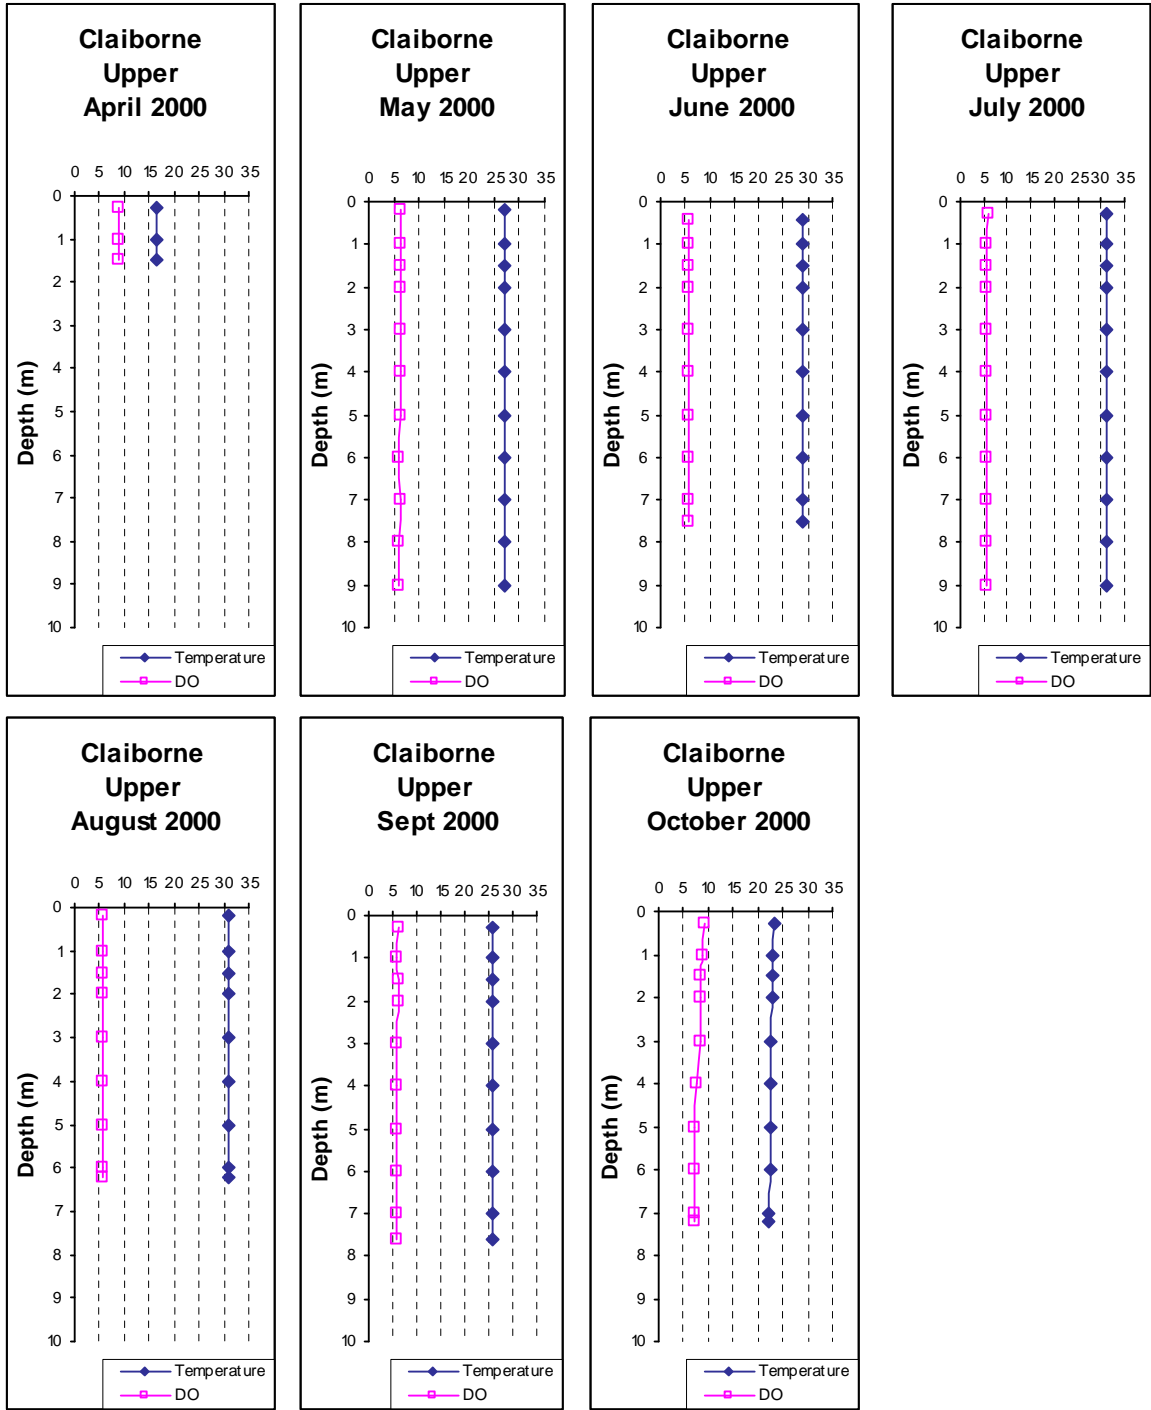 Claiborne
Upper
April 2000
0 5 10 15 20 25 30 35
0
1
2
3
4
5
6
7
8
9
10
Depth (m)
Temperature
DO
Claiborne
Upper
May 2000
0 5 10 15 20 25 30 35
0
1
2
3
4
5
6
7
8
9
10
Depth (m)
Temperature
DO
Claiborne
Upper
June 2000
0 5 10 15 20 25 30 35
0
1
2
3
4
5
6
7
8
9
10
Depth (m)
Temperature
DO
Claiborne
Upper
July 2000
0 5 10 15 20 25 30 35
0
1
2
3
4
5
6
7
8
9
10
Depth (m)
Temperature
DO
Claiborne
Upper
August 2000
0 5 10 15 20 25 30 35
0
1
2
3
4
5
6
7
8
9
10
Depth (m)
Temperature
DO
Claiborne
Upper
Sept 2000
0 5 10 15 20 25 30 35
0
1
2
3
4
5
6
7
8
9
10
Depth (m)
Temperature
DO
Claiborne
Upper
October 2000
0 5 10 15 20 25 30 35
0
1
2
3
4
5
6
7
8
9
10
Depth (m)
Temperature
DO